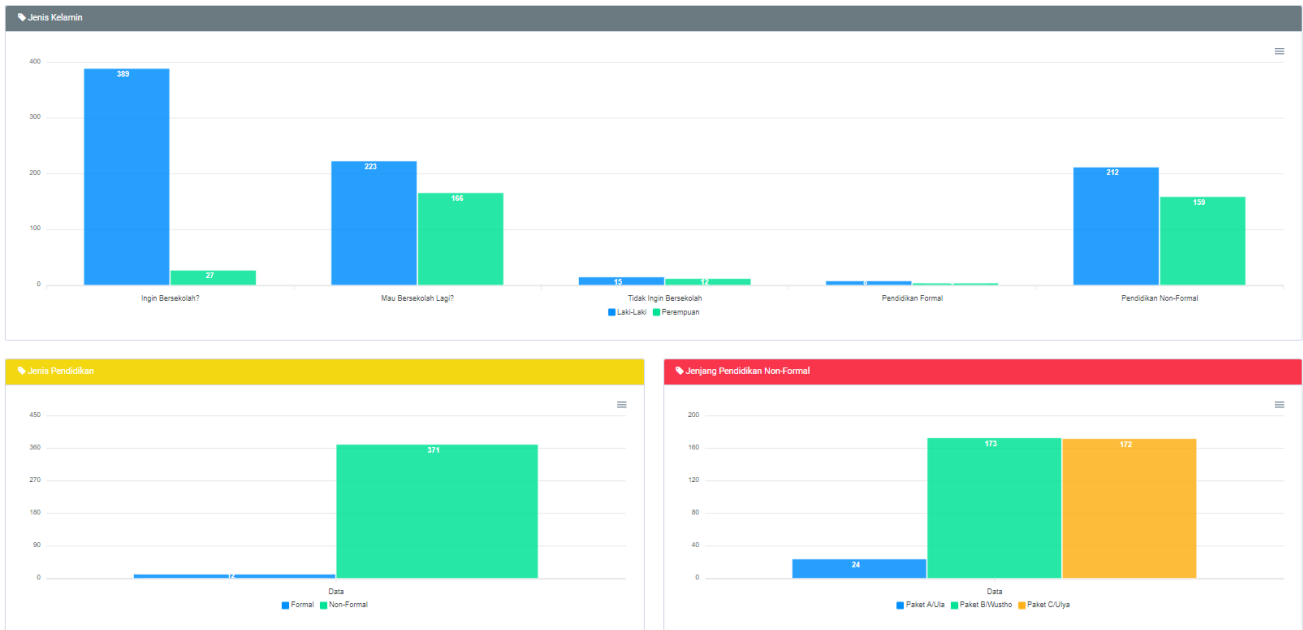 Jenis Kelamin
400
389
300
223
212
200
166
159
100
27
15
12
8
0
Ingin Bersekolah?
Mau Bersekolah Lagi?
Tidak Ingin Bersekolah
Pendidikan Formal
Pendidikan Non-Formal
Laki-Laki
Perempuan
Jenis Pendidikan
450
360
371
270
180
90
12
0
Data
Formal
Non-Formal
Jenjang Pendidikan Non-Formal
200
160
173
172
120
80
40
24
0
Data
Paket A/Ula
Paket B/Wustho
Paket C/Ulya